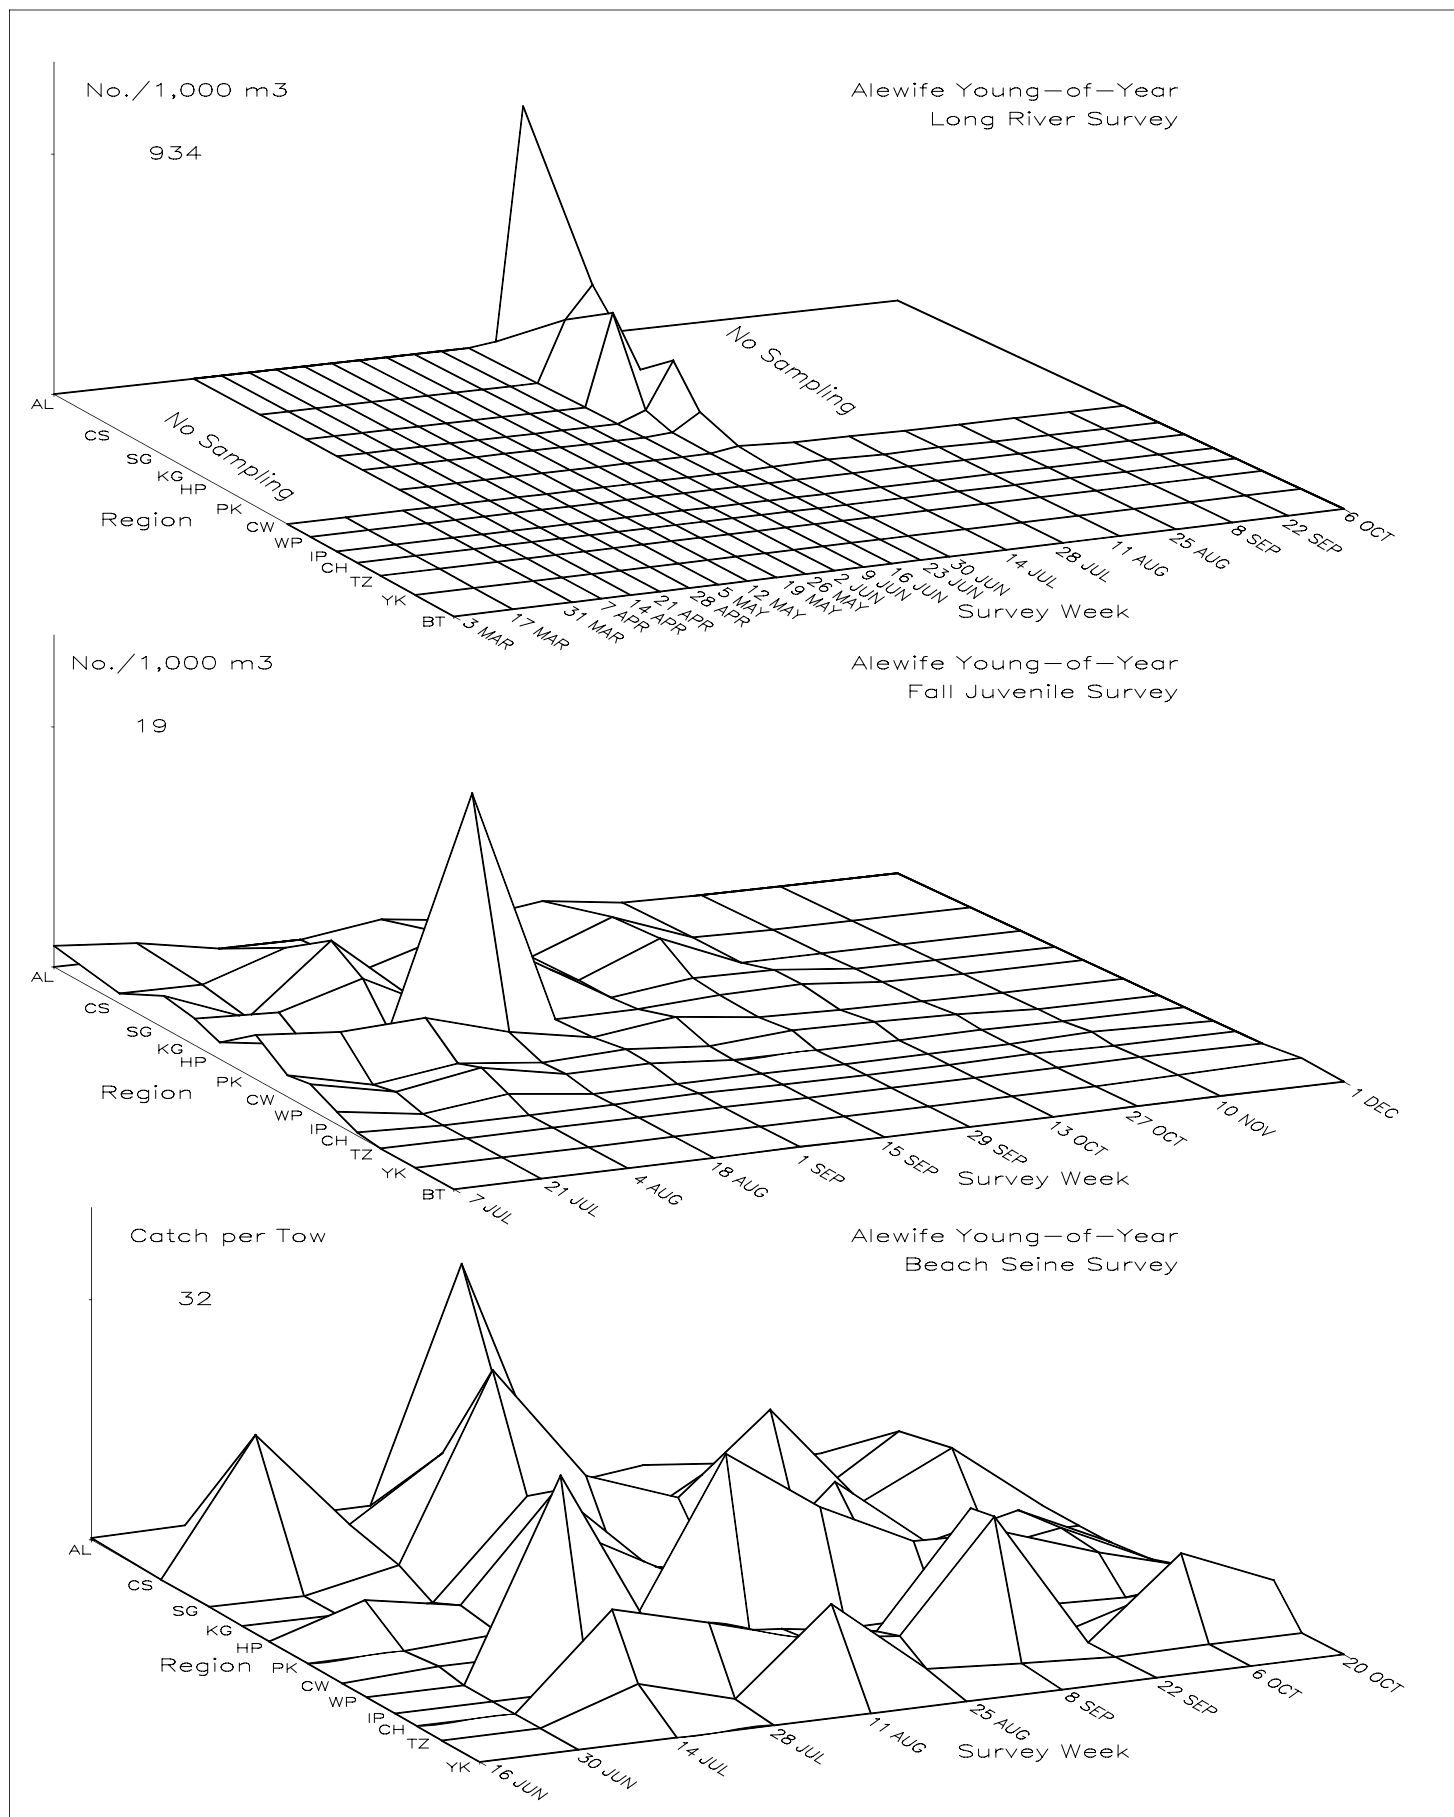 No./1,000 m3
934
Alewife Young-of-Year
Long River Survey
No Sampling
No Sampling
AL
CS
SG
KG
HP
PK
CW
WP
IP
CH
TZ
YK
BT
Region
3 MAR
17 MAR
31 MAR
7 APR
14 APR
21 APR
28 APR
5 MAY
12 MAY
19 MAY
26 MAY
2 JUN
9 JUN
16 JUN
23 JUN
30 JUN
14 JUL
28 JUL
11 AUG
25 AUG
8 SEP
22 SEP
6 OCT
Survey Week
No./1,000 m3
19
Alewife Young-of-Year
Fall Juvenile Survey
AL
CS
SG
KG
HP
PK
CW
WP
IP
CH
TZ
YK
BT
Region
7 JUL
21 JUL
4 AUG
18 AUG
1 SEP
15 SEP
29 SEP
13 OCT
27 OCT
10 NOV
1 DEC
Survey Week
Catch per Tow
32
Alewife Young-of-Year
Beach Seine Survey
AL
CS
SG
KG
HP
PK
CW
WP
IP
CH
TZ
YK
Region
16 JUN
30 JUN
14 JUL
28 JUL
11 AUG
25 AUG
8 SEP
22 SEP
6 OCT
20 OCT
Survey Week